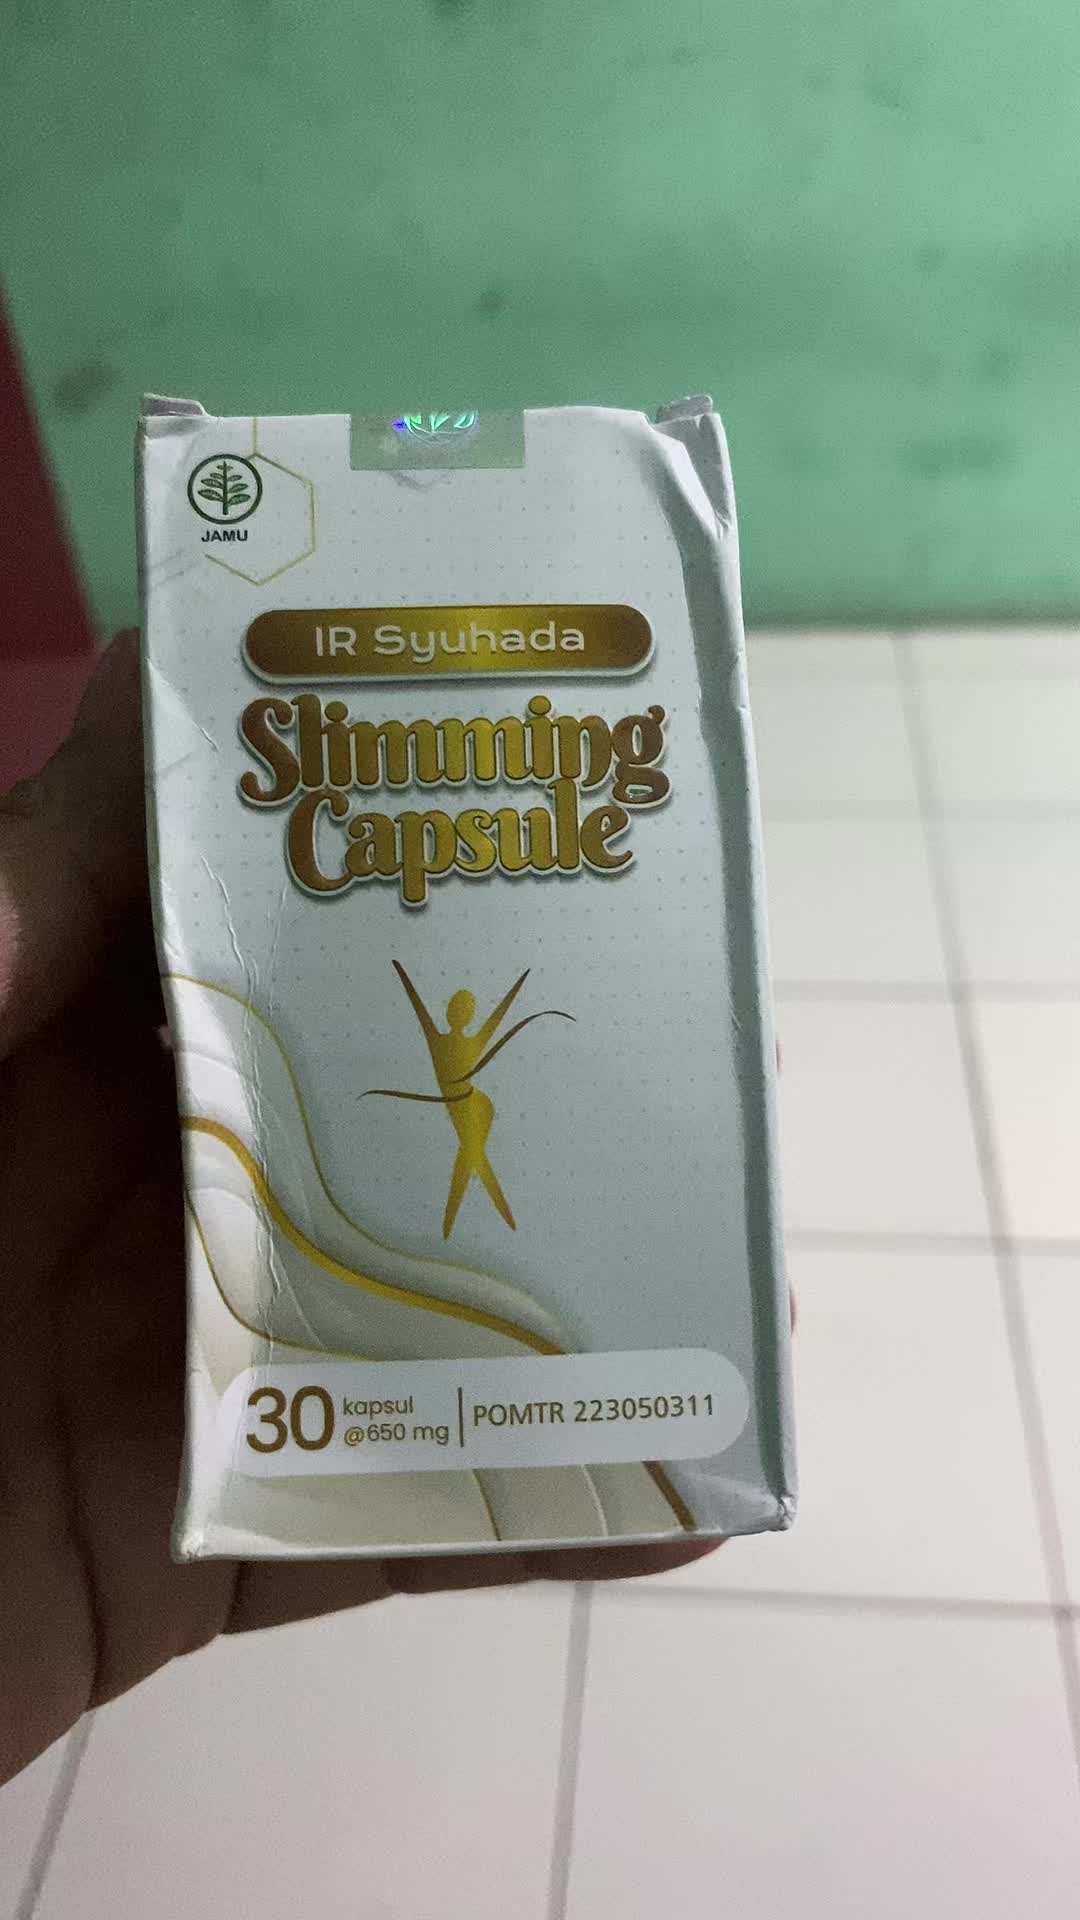 JAMU
IR Syuhada
Slimming
Capsule
30 kapsul
@650 mg
POMTR 223050311